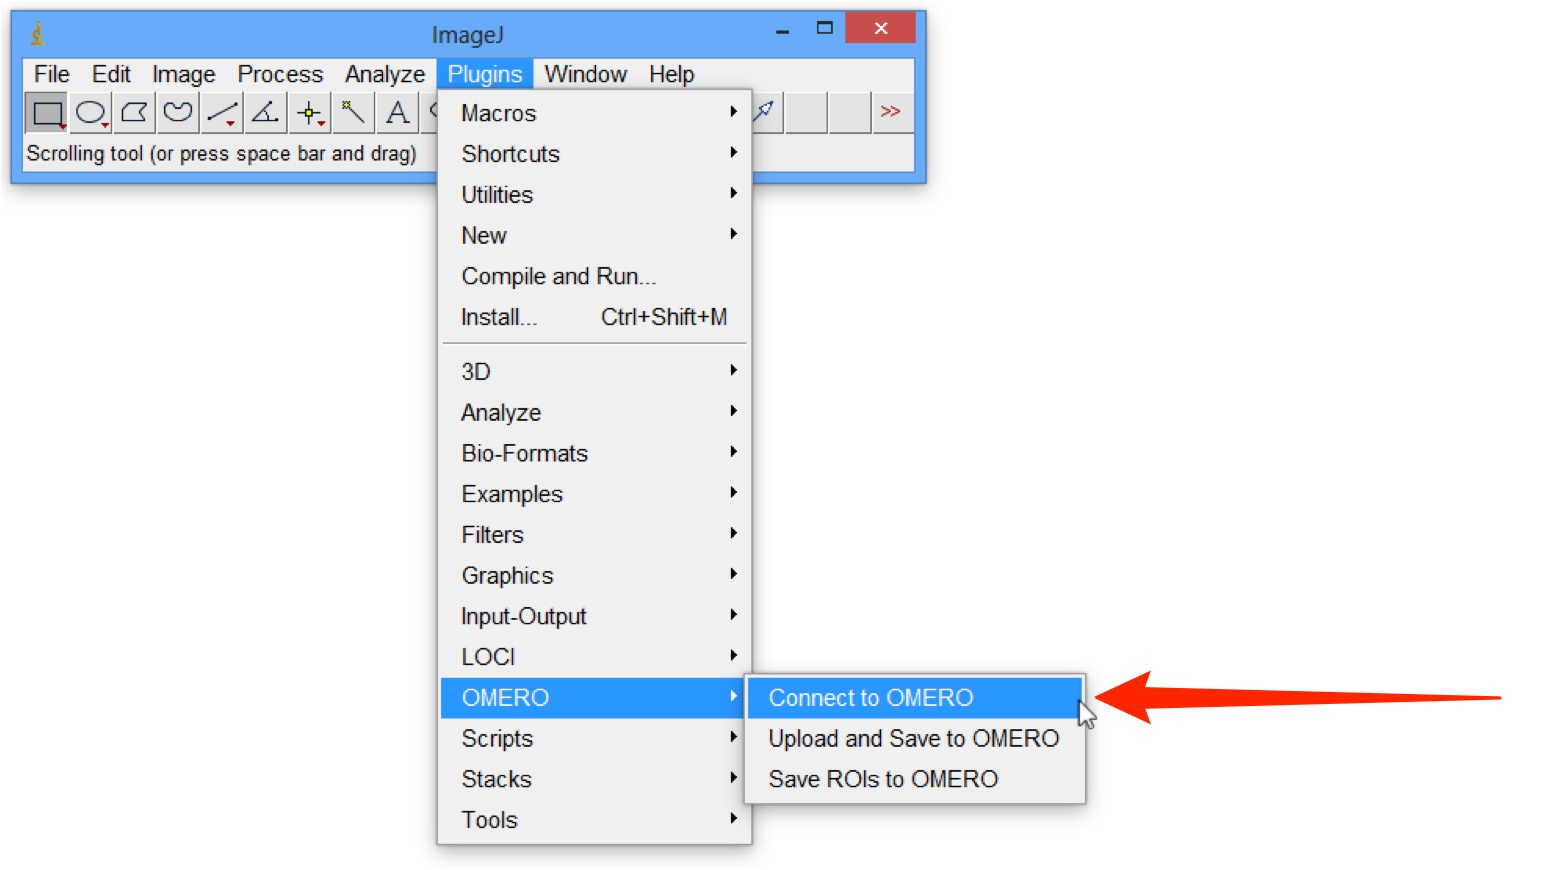 ImageJ
File Edit Image Process Analyze Plugins Window Help
A >>
Scrolling tool (or press space bar and drag)
Macros
Shortcuts
Utilities
New
Compile and Run...
Install... Ctrl+Shift+M
3D
Analyze
Bio-Formats
Examples
Filters
Graphics
Input-Output
LOCI
OMERO
Scripts
Stacks
Tools
Connect to OMERO
Upload and Save to OMERO
Save ROIs to OMERO